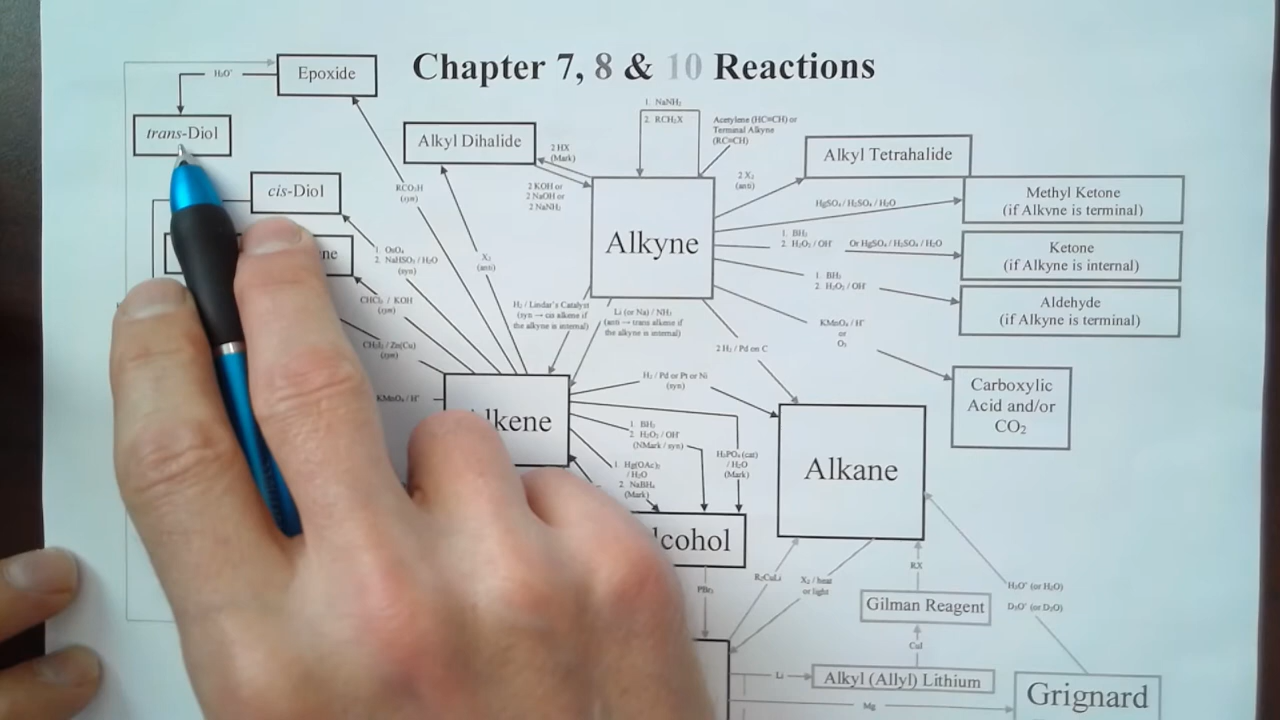 Chapter 7, 8 & 10 Reactions
Epoxide
H₃O⁺
trans-Diol
cis-Diol
ne
Alkyl Dihalide
RCO₃H
(syn)
X₂
(anti)
1. OsO₄
2. NaHSO₃ / H₂O
(syn)
CHCl₃ / KOH
(syn)
CH₂I₂ / Zn(Cu)
(syn)
KMnO₄ / H⁺
2 HX
(Mark)
2 KOH or
2 NaOH or
2 NaNH₂
1. NaNH₂
2. RCH₂X
Acetylene (HC≡CH) or
Terminal Alkyne
(RC≡CH)
Alkyne
2 X₂
(anti)
Alkyl Tetrahalide
HgSO₄ / H₂SO₄ / H₂O
Methyl Ketone
(if Alkyne is terminal)
1. BH₃
2. H₂O₂ / OH⁻
Or HgSO₄ / H₂SO₄ / H₂O
Ketone
(if Alkyne is internal)
1. BH₃
2. H₂O₂ / OH⁻
Aldehyde
(if Alkyne is terminal)
KMnO₄ / H⁺
or
O₃
Carboxylic
Acid and/or
CO₂
H₂ / Lindlar's Catalyst
(syn → cis alkene if
the alkyne is internal)
Li (or Na) / NH₃
(anti → trans alkene if
the alkyne is internal)
2 H₂ / Pd on C
H₂ / Pd or Pt or Ni
(syn)
lkene
1. BH₃
2. H₂O₂ / OH⁻
(NMark / syn)
H₃PO₄ (cat)
/ H₂O
(Mark)
1. Hg(OAc)₂
/ H₂O
2. NaBH₄
(Mark)
Alkane
lcohol
PBr₃
R₂CuLi
X₂ / heat
or light
RX
Gilman Reagent
CuI
H₃O⁺ (or H₂O)
D₃O⁺ (or D₂O)
Li
Alkyl (Allyl) Lithium
Mg
Grignard